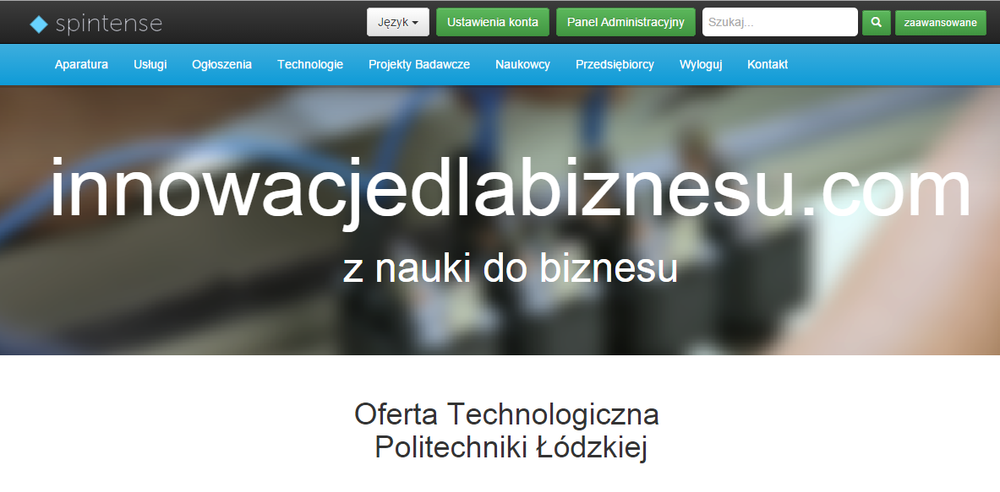 spintense Język Ustawienia konta Panel Administracyjny Szukaj... zaawansowane
Aparatura Usługi Ogłoszenia Technologie Projekty Badawcze Naukowcy Przedsiębiorcy Wyloguj Kontakt
innowacjedlabiznesu.com
z nauki do biznesu
Oferta Technologiczna
Politechniki Łódzkiej